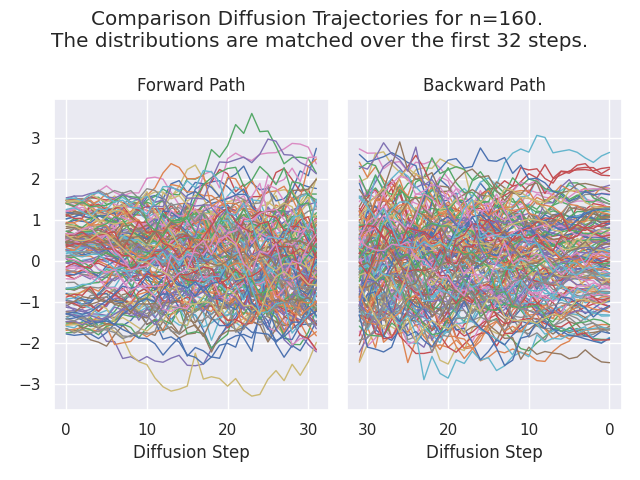 Comparison Diffusion Trajectories for n=160.
The distributions are matched over the first 32 steps.
Forward Path
Backward Path
3
2
1
0
−1
−2
−3
0 10 20 30
30 20 10 0
Diffusion Step
Diffusion Step